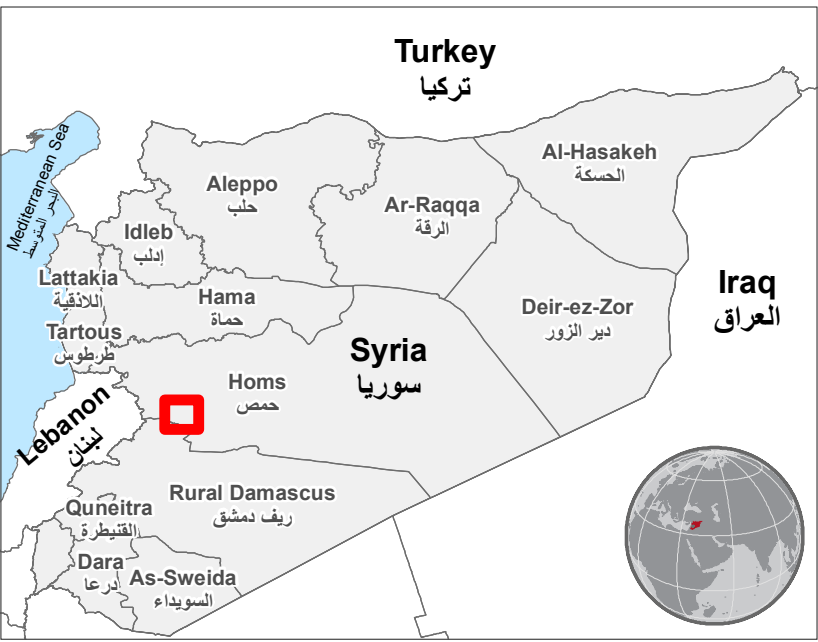 Turkey
تركيا
Mediterranean Sea
البحر المتوسط
Al-Hasakeh
الحسكة
Aleppo
حلب
Ar-Raqqa
الرقة
Idleb
إدلب
Lattakia
اللاذقية
Hama
حماة
Iraq
العراق
Deir-ez-Zor
دير الزور
Tartous
طرطوس
Syria
سوريا
Homs
حمص
Lebanon
لبنان
Rural Damascus
ريف دمشق
Quneitra
القنيطرة
Dara
درعا
As-Sweida
السويداء